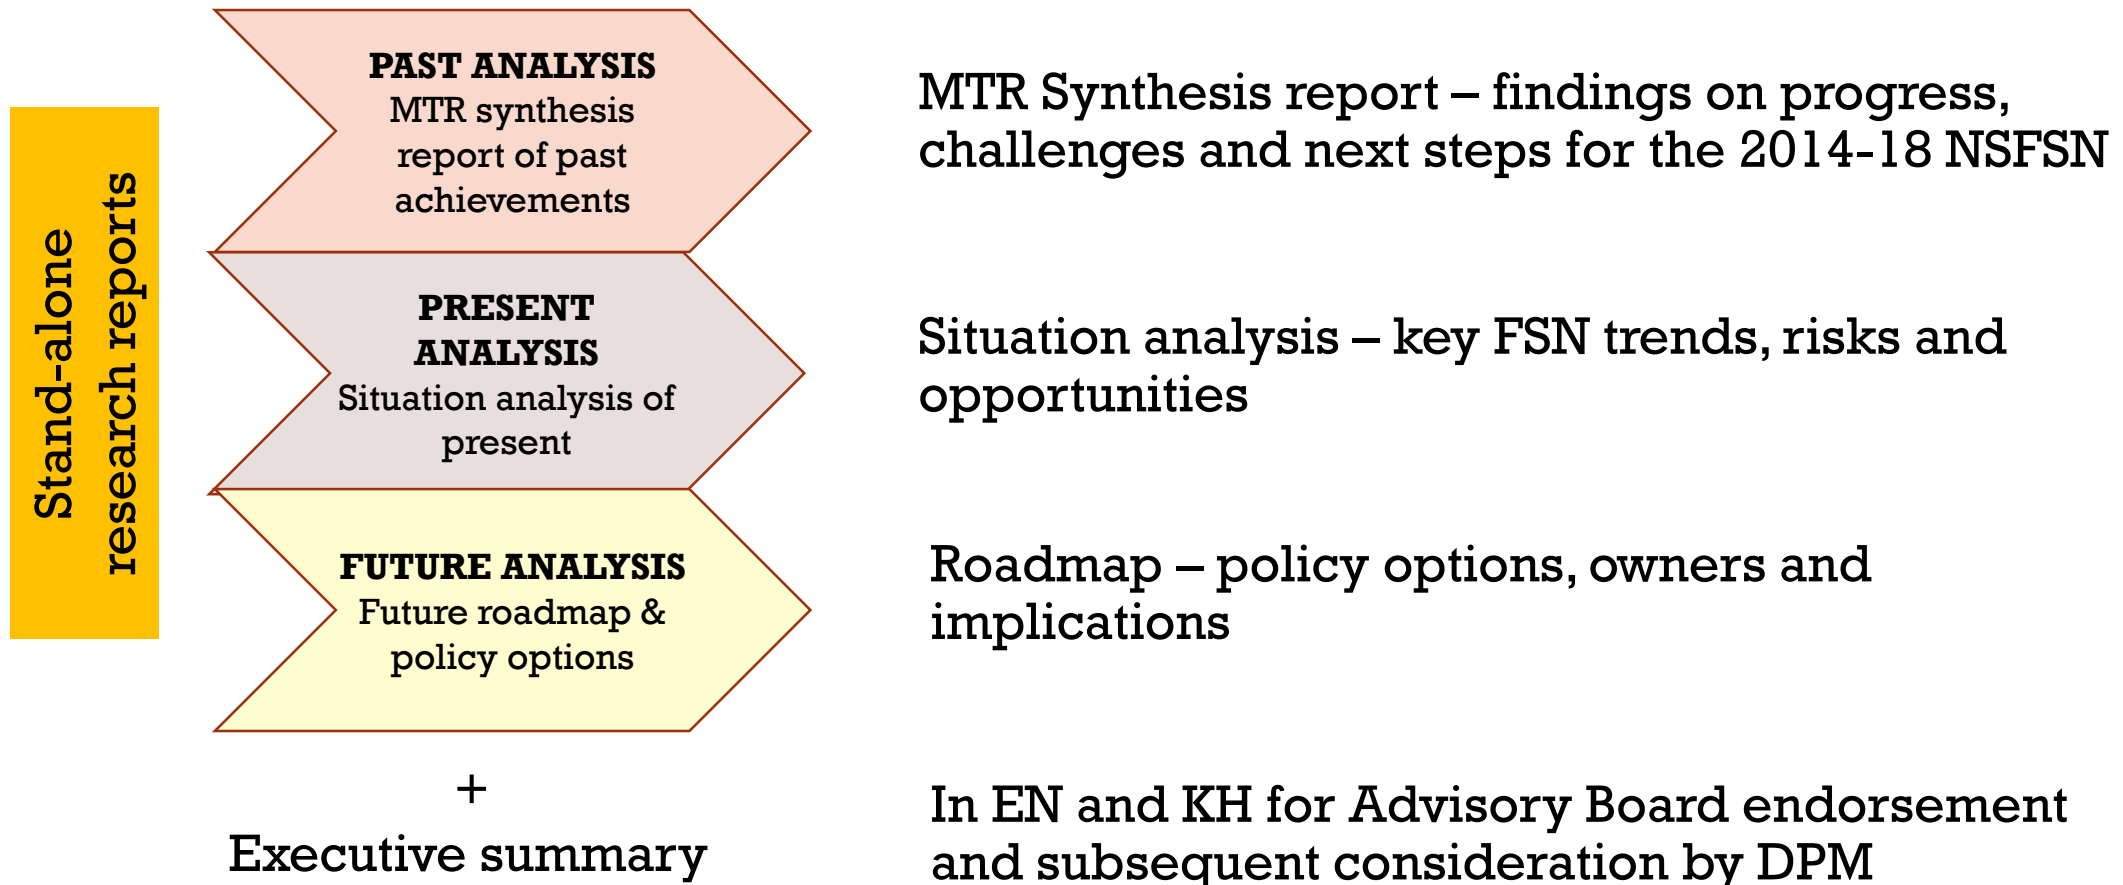 Stand-alone
research reports
PAST ANALYSIS
MTR synthesis
report of past
achievements
MTR Synthesis report – findings on progress,
challenges and next steps for the 2014-18 NSFSN
PRESENT
ANALYSIS
Situation analysis of
present
Situation analysis – key FSN trends, risks and
opportunities
FUTURE ANALYSIS
Future roadmap &
policy options
Roadmap – policy options, owners and
implications
+
Executive summary
In EN and KH for Advisory Board endorsement
and subsequent consideration by DPM